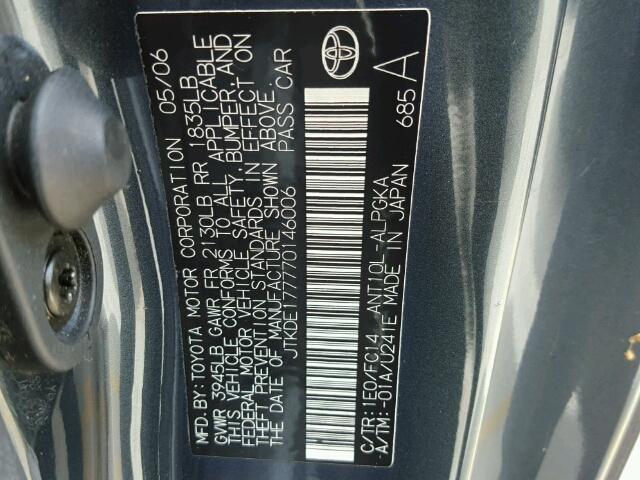 MFD. BY: TOYOTA MOTOR CORPORATION 05/06
GVWR 3945LB GAWR FR 2130LB RR 1835LB
THIS VEHICLE CONFORMS TO ALL APPLICABLE
FEDERAL MOTOR VEHICLE SAFETY, BUMPER, AND
THEFT PREVENTION STANDARDS IN EFFECT ON
THE DATE OF MANUFACTURE SHOWN ABOVE.
JTKDE177770146006 PASS CAR
C/TR: 1E0/FC14 ANT10L-ALPGKA
A/TM: -01A/U241E MADE IN JAPAN
685 A